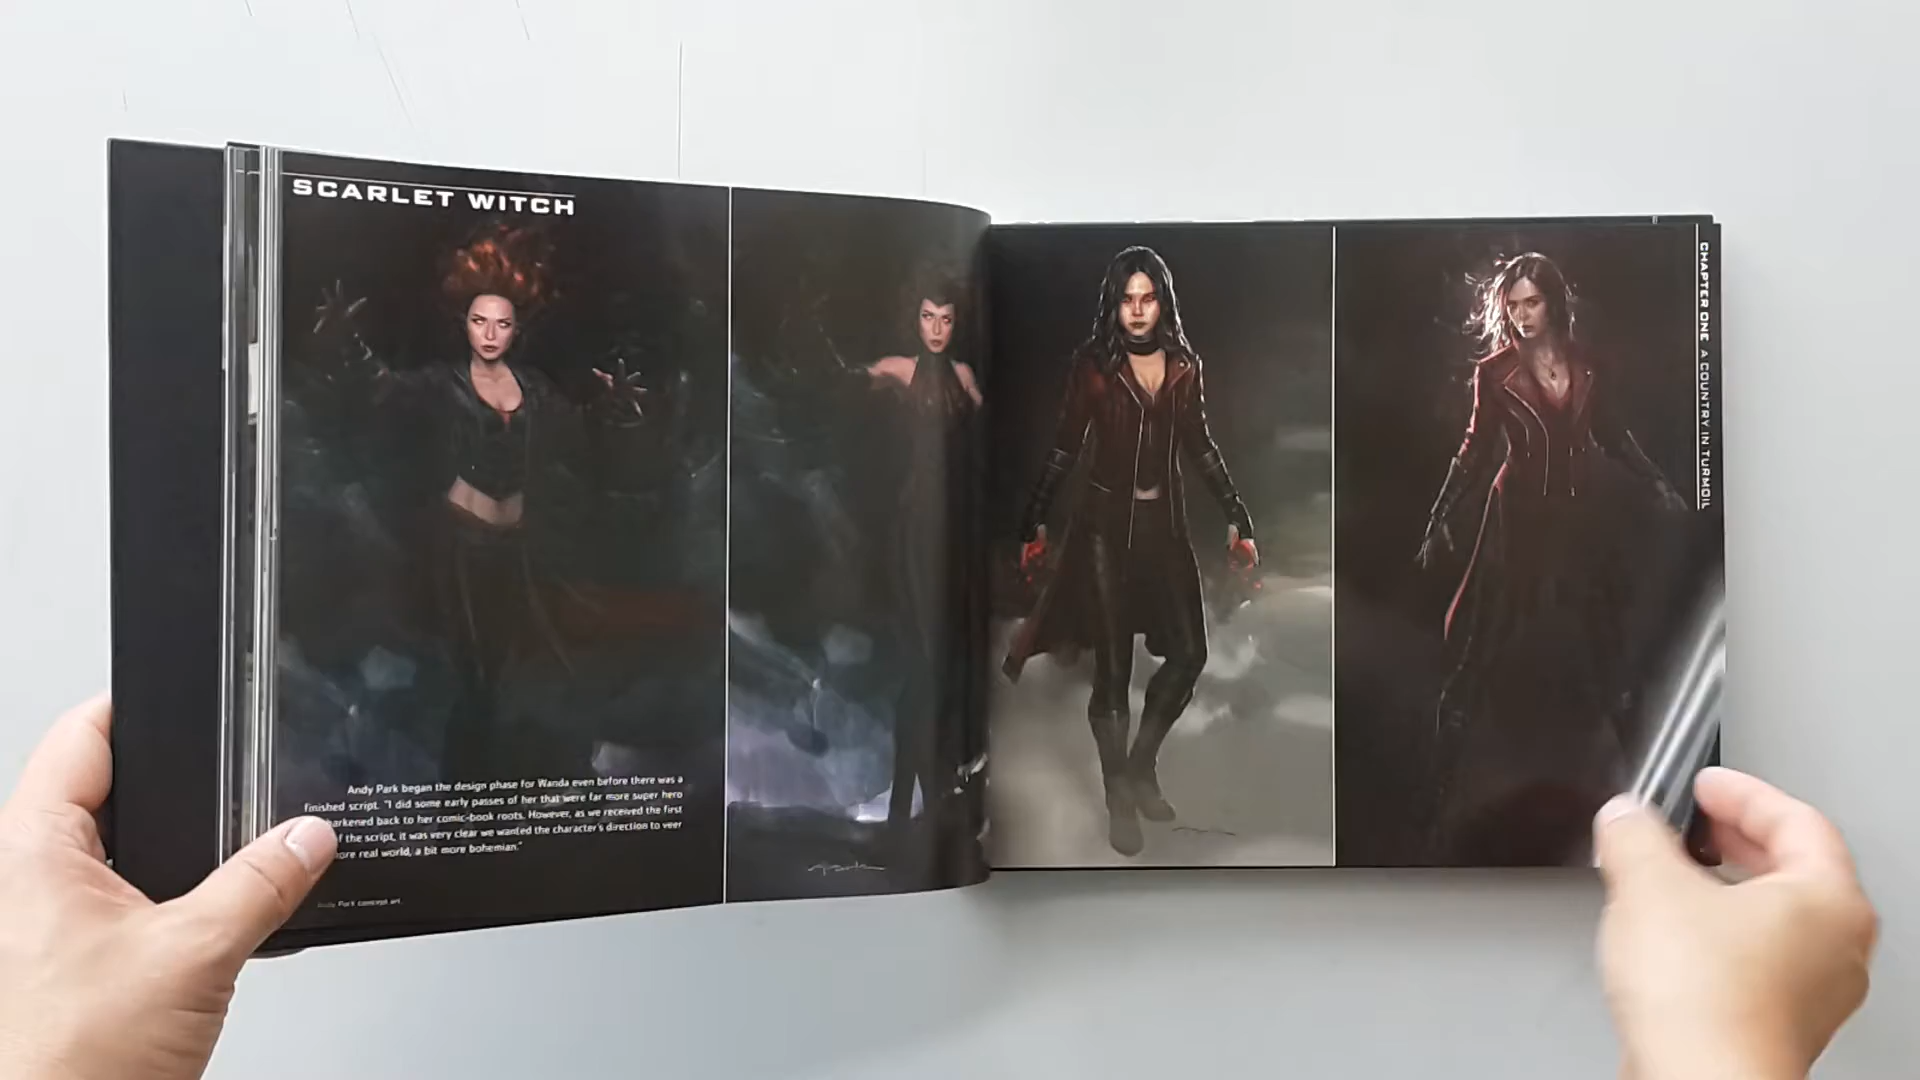 SCARLET WITCH
Andy Park began the design phase for Wanda even before there was a
finished script. "I did some early passes of her that were far more super hero
harkened back to her comic-book roots. However, as we received the first
of the script, it was very clear we wanted the character's direction to veer
more real world, a bit more bohemian."
Andy Park concept art.
Park
CHAPTER ONE A COUNTRY IN TURMOIL